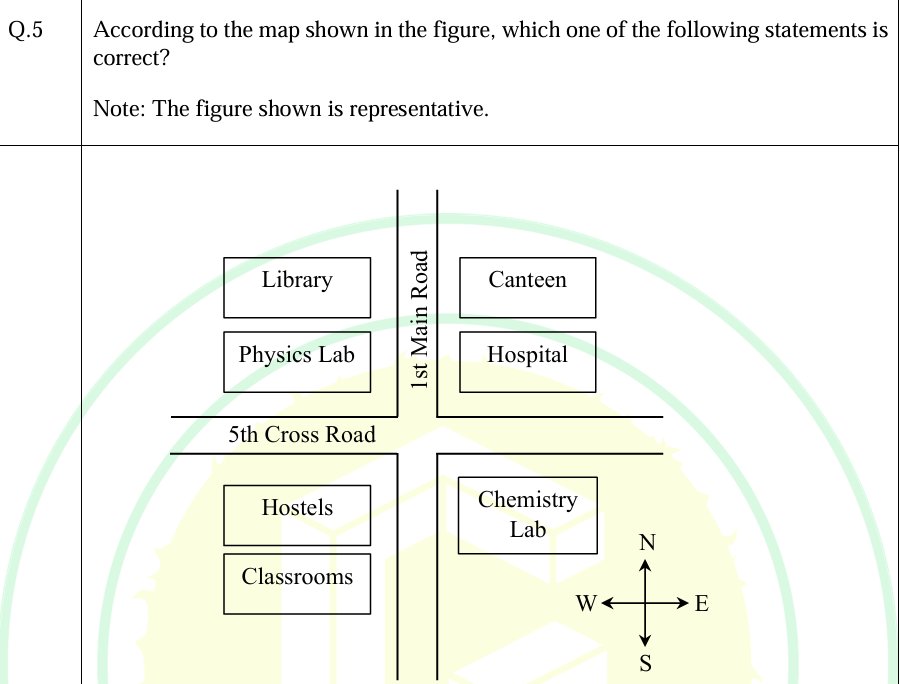 Q.5
According to the map shown in the figure, which one of the following statements is
correct?
Note: The figure shown is representative.
Library
1st Main Road
Canteen
Physics Lab
Hospital
5th Cross Road
Hostels
Chemistry
Lab
Classrooms
N
W
E
S